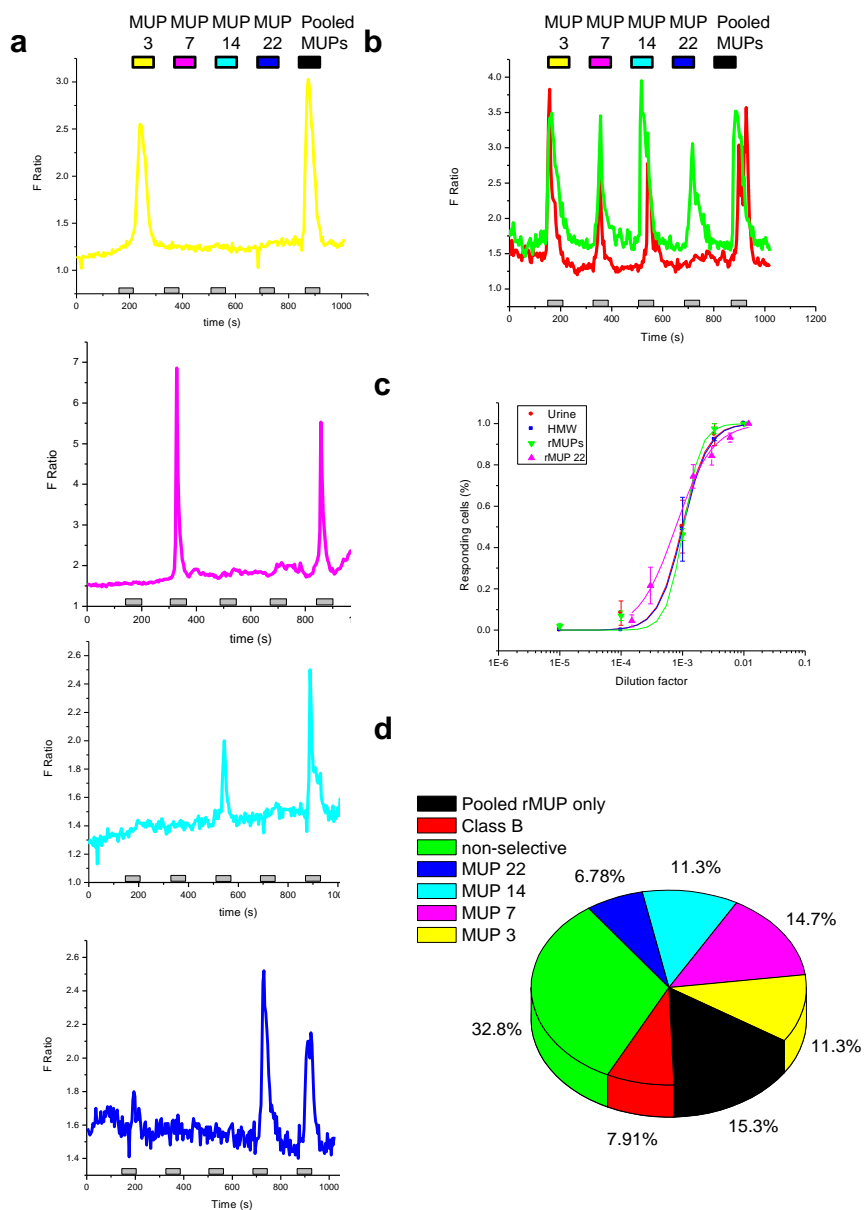 a
MUP 3
MUP 7
MUP 14
MUP 22
Pooled MUPs
3.0
2.5
2.0
1.5
1.0
F Ratio
0 200 400 600 800 1000
time (s)
7
6
5
4
3
2
1
F Ratio
0 200 400 600 800
time (s)
2.6
2.4
2.2
2.0
1.8
1.6
1.4
1.2
1.0
F Ratio
0 200 400 600 800 1000
time (s)
2.6
2.4
2.2
2.0
1.8
1.6
1.4
F Ratio
0 200 400 600 800 1000
Time (s)
b
MUP 3
MUP 7
MUP 14
MUP 22
Pooled MUPs
4.0
3.5
3.0
2.5
2.0
1.5
1.0
F Ratio
0 200 400 600 800 1000 1200
Time (s)
c
Urine
HMW
rMUPs
rMUP 22
1.0
0.8
0.6
0.4
0.2
0.0
Responding cells (%)
1E-6 1E-5 1E-4 1E-3 0.01 0.1
Dilution factor
d
Pooled rMUP only
Class B
non-selective
MUP 22
MUP 14
MUP 7
MUP 3
6.78%
11.3%
14.7%
11.3%
15.3%
7.91%
32.8%